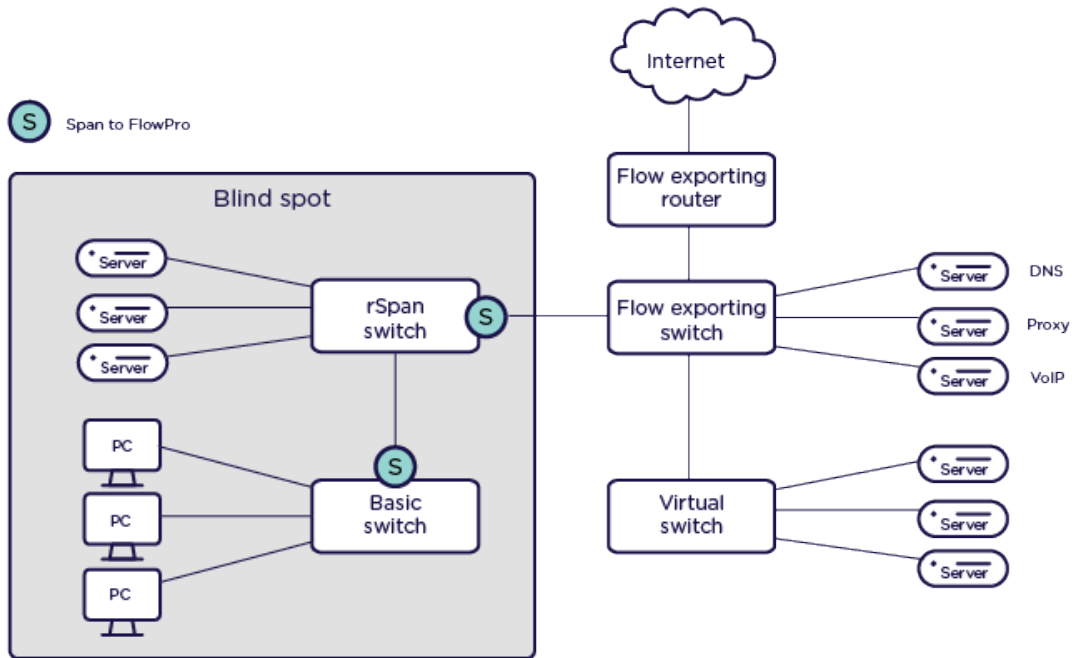 Internet
S
Span to FlowPro
Flow exporting
router
Blind spot
Server
Server
Server
rSpan
switch
S
Flow exporting
switch
Server
DNS
Server
Proxy
Server
VoIP
PC
PC
PC
S
Basic
switch
Virtual
switch
Server
Server
Server